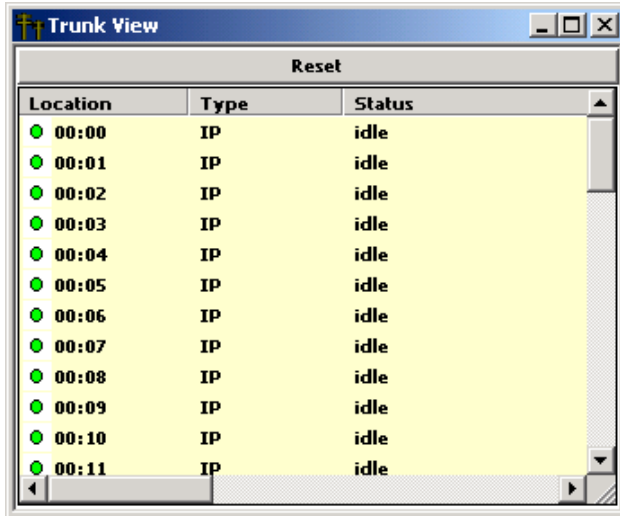 Trunk View
Reset
Location Type Status
00:00 IP idle
00:01 IP idle
00:02 IP idle
00:03 IP idle
00:04 IP idle
00:05 IP idle
00:06 IP idle
00:07 IP idle
00:08 IP idle
00:09 IP idle
00:10 IP idle
00:11 IP idle